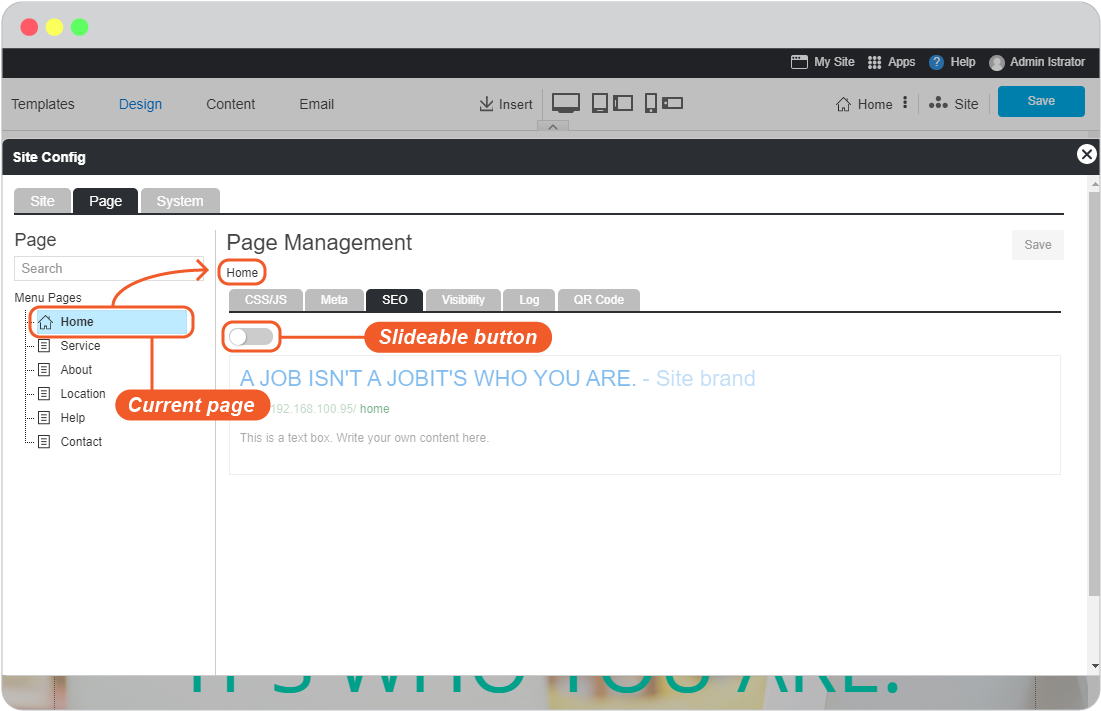 My Site Apps ? Help Admin Istrator
Templates Design Content Email Insert Home Site Save
Site Config
Site Page System
Page
Search
Menu Pages
Home
Service
About
Location
Help
Contact
Current page
Page Management
Save
Home
CSS/JS Meta SEO Visibility Log QR Code
Slideable button
A JOB ISN'T A JOBIT'S WHO YOU ARE. - Site brand
192.168.100.95/ home
This is a text box. Write your own content here.
IT'S WHO YOU ARE.